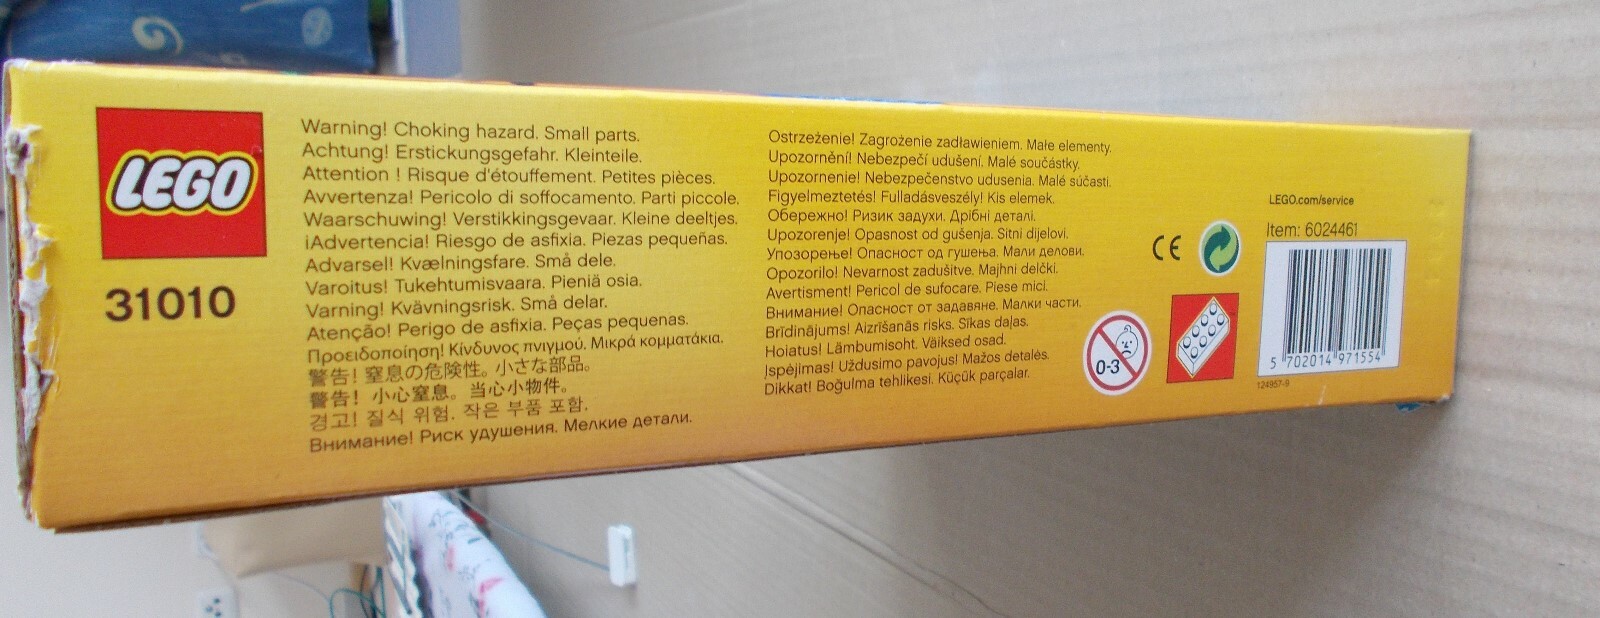 LEGO
31010
Warning! Choking hazard. Small parts.
Achtung! Erstickungsgefahr. Kleinteile.
Attention ! Risque d'étouffement. Petites pièces.
Avvertenza! Pericolo di soffocamento. Parti piccole.
Waarschuwing! Verstikkingsgevaar. Kleine deeltjes.
¡Advertencia! Riesgo de asfixia. Piezas pequeñas.
Advarsel! Kvælningsfare. Små dele.
Varoitus! Tukehtumisvaara. Pieniä osia.
Varning! Kvävningsrisk. Små delar.
Atenção! Perigo de asfixia. Peças pequenas.
Προειδοποίηση! Κίνδυνος πνιγμού. Μικρά κομματάκια.
警告! 窒息の危険性。小さな部品。
警告! 小心窒息。当心小物件。
경고! 질식 위험. 작은 부품 포함.
Внимание! Риск удушения. Мелкие детали.
Ostrzeżenie! Zagrożenie zadławieniem. Małe elementy.
Upozornění! Nebezpečí udušení. Malé součástky.
Upozornenie! Nebezpečenstvo udusenia. Malé súčasti.
Figyelmeztetés! Fulladásveszély! Kis elemek.
Обережно! Ризик задухи. Дрібні деталі.
Upozorenje! Opasnost od gušenja. Sitni dijelovi.
Упозорење! Опасност од гушења. Мали делови.
Opozorilo! Nevarnost zadušitve. Majhni delčki.
Avertisment! Pericol de sufocare. Piese mici.
Внимание! Опасност от задавяне. Малки части.
Brīdinājums! Aizrīšanās risks. Sīkas daļas.
Hoiatus! Lämbumisoht. Väiksed osad.
Įspėjimas! Uždusimo pavojus! Mažos detalės.
Dikkat! Boğulma tehlikesi. Küçük parçalar.
CE
0-3
LEGO.com/service
Item: 6024461
5 702014 971554
124957-9